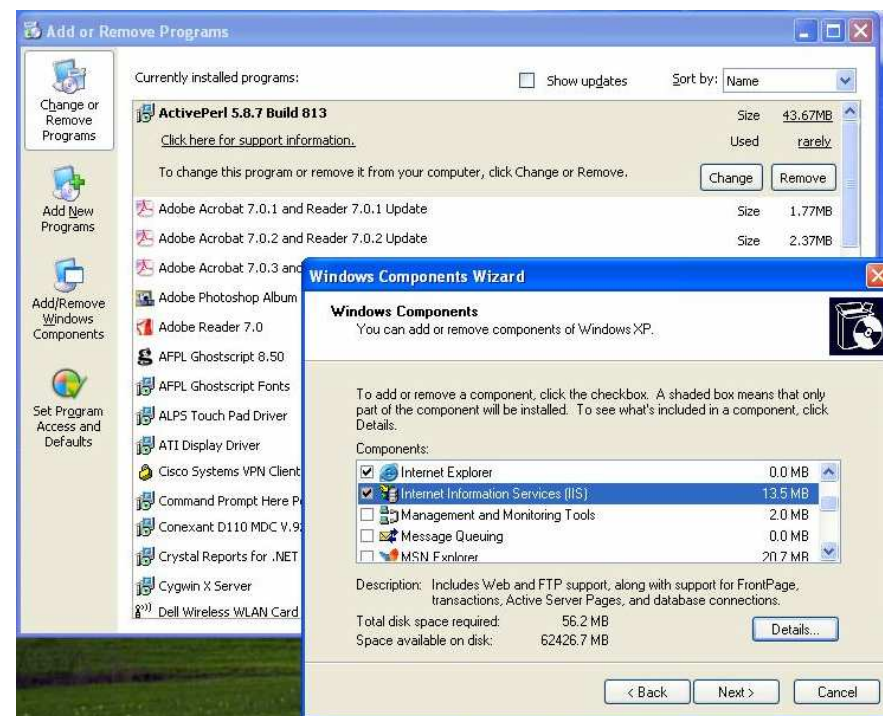 Add or Remove Programs
Currently installed programs:
Show updates
Sort by: Name
Change or
Remove
Programs
Add New
Programs
Add/Remove
Windows
Components
Set Program
Access and
Defaults
ActivePerl 5.8.7 Build 813
Size 43.67MB
Click here for support information.
Used rarely
To change this program or remove it from your computer, click Change or Remove.
Change
Remove
Adobe Acrobat 7.0.1 and Reader 7.0.1 Update
Size 1.77MB
Adobe Acrobat 7.0.2 and Reader 7.0.2 Update
Size 2.37MB
Adobe Acrobat 7.0.3 and
Adobe Photoshop Album
Adobe Reader 7.0
AFPL Ghostscript 8.50
AFPL Ghostscript Fonts
ALPS Touch Pad Driver
ATI Display Driver
Cisco Systems VPN Client
Command Prompt Here
Conexant D110 MDC V.92
Crystal Reports for .NET
Cygwin X Server
Dell Wireless WLAN Card
Windows Components Wizard
Windows Components
You can add or remove components of Windows XP.
To add or remove a component, click the checkbox. A shaded box means that only
part of the component will be installed. To see what's included in a component, click
Details.
Components:
Internet Explorer 0.0 MB
Internet Information Services (IIS) 13.5 MB
Management and Monitoring Tools 2.0 MB
Message Queuing 0.0 MB
MSN Explorer 20.7 MB
Description: Includes Web and FTP support, along with support for FrontPage,
transactions, Active Server Pages, and database connections.
Total disk space required: 56.2 MB
Space available on disk: 62426.7 MB
Details...
< Back
Next >
Cancel